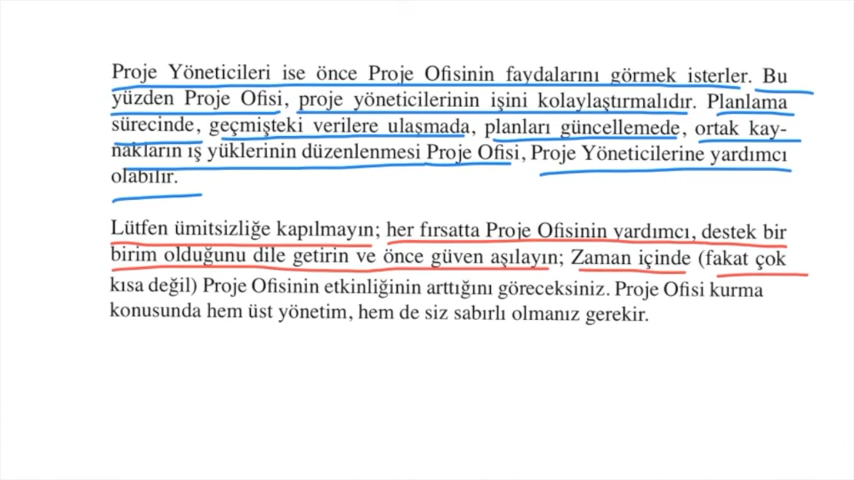 Proje Yöneticileri ise önce Proje Ofisinin faydalarını görmek isterler. Bu
yüzden Proje Ofisi, proje yöneticilerinin işini kolaylaştırmalıdır. Planlama
sürecinde, geçmişteki verilere ulaşmada, planları güncellemede, ortak kay-
nakların iş yüklerinin düzenlenmesi Proje Ofisi, Proje Yöneticilerine yardımcı
olabilir.
Lütfen ümitsizliğe kapılmayın; her fırsatta Proje Ofisinin yardımcı, destek bir
birim olduğunu dile getirin ve önce güven aşılayın; Zaman içinde (fakat çok
kısa değil) Proje Ofisinin etkinliğinin arttığını göreceksiniz. Proje Ofisi kurma
konusunda hem üst yönetim, hem de siz sabırlı olmanız gerekir.